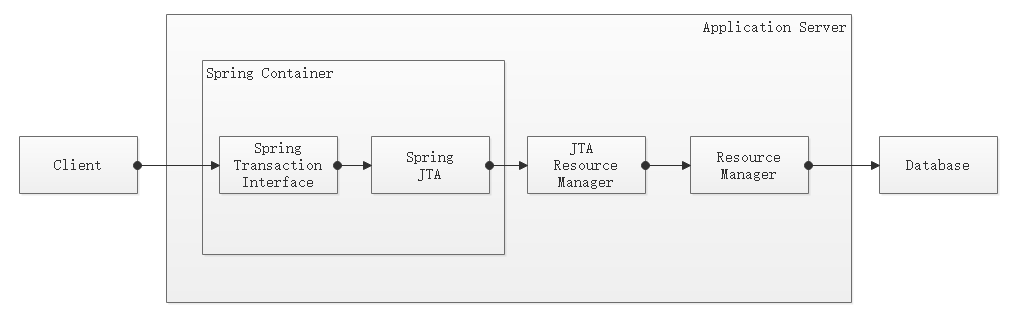 Application Server
Spring Container
Client
Spring
Transaction
Interface
Spring
JTA
JTA
Resource
Manager
Resource
Manager
Database